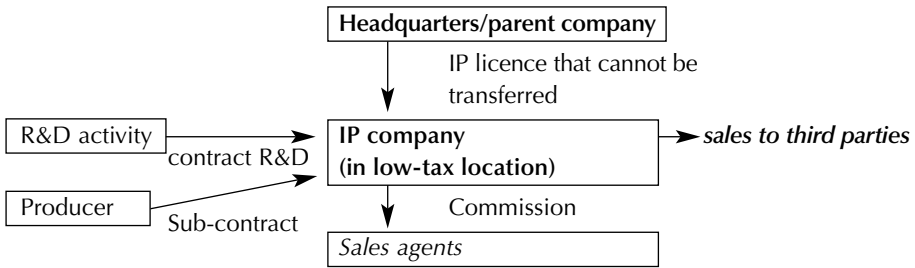 Headquarters/parent company
IP licence that cannot be
transferred
R&D activity
contract R&D
IP company
(in low-tax location)
sales to third parties
Producer
Sub-contract
Commission
Sales agents